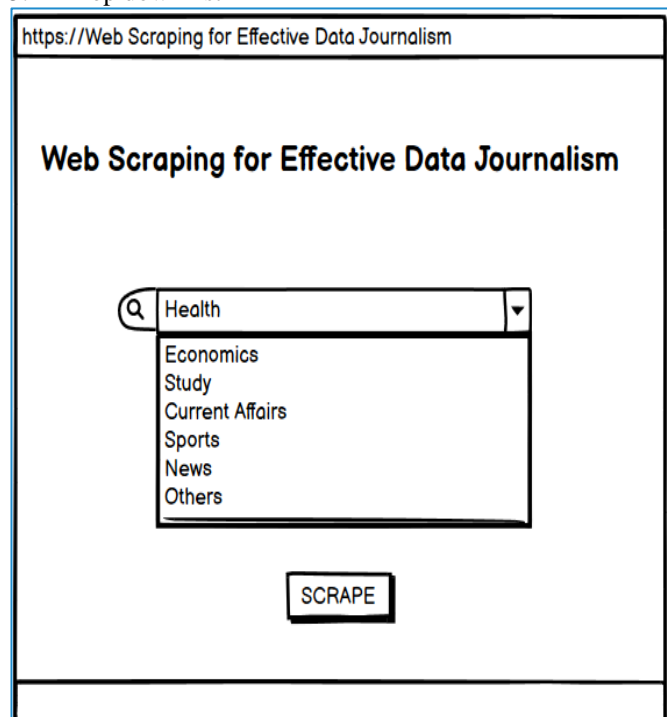 https://Web Scraping for Effective Data Journalism
Web Scraping for Effective Data Journalism
Health
Economics
Study
Current Affairs
Sports
News
Others
SCRAPE